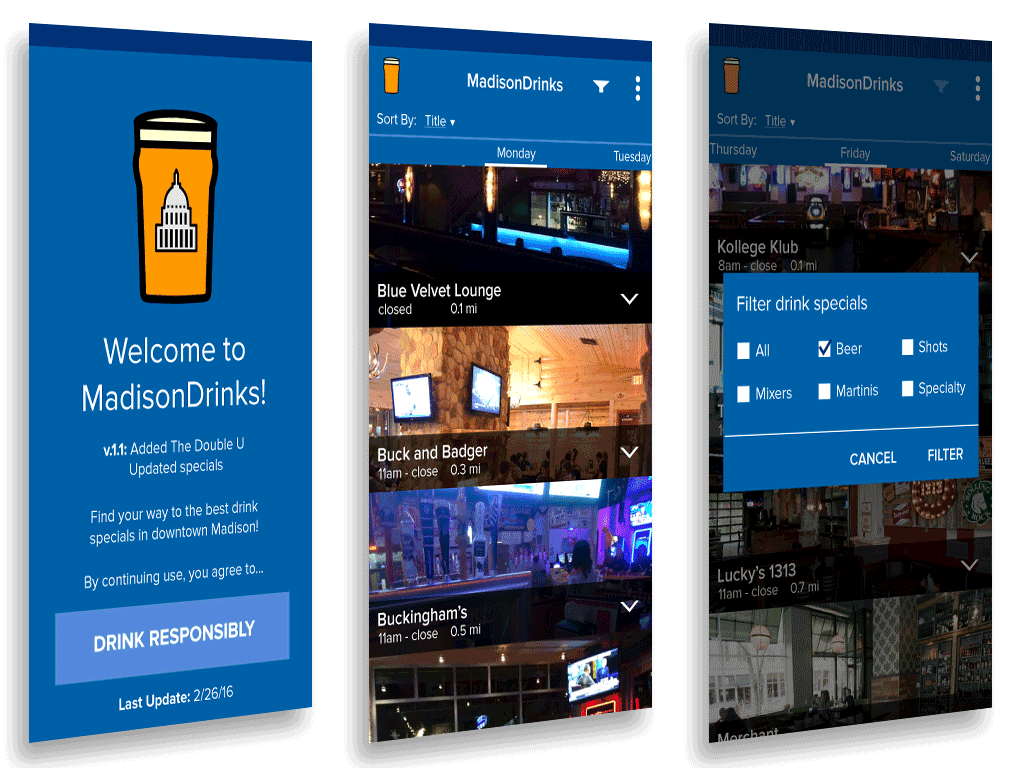 Welcome to
MadisonDrinks!
v.1.1: Added The Double U
Updated specials
Find your way to the best drink
specials in downtown Madison!
By continuing use, you agree to...
DRINK RESPONSIBLY
Last Update: 2/26/16
MadisonDrinks
Sort By: Title ▾
Monday Tuesday
Blue Velvet Lounge
closed 0.1 mi
Buck and Badger
11am - close 0.3 mi
Buckingham's
11am - close 0.5 mi
MadisonDrinks
Sort By: Title ▾
Thursday Friday Saturday
Kollege Klub
8am - close 0.1 mi
Filter drink specials
All Beer Shots
Mixers Martinis Specialty
CANCEL FILTER
Lucky's 1313
11am - close 0.7 mi
Merchant